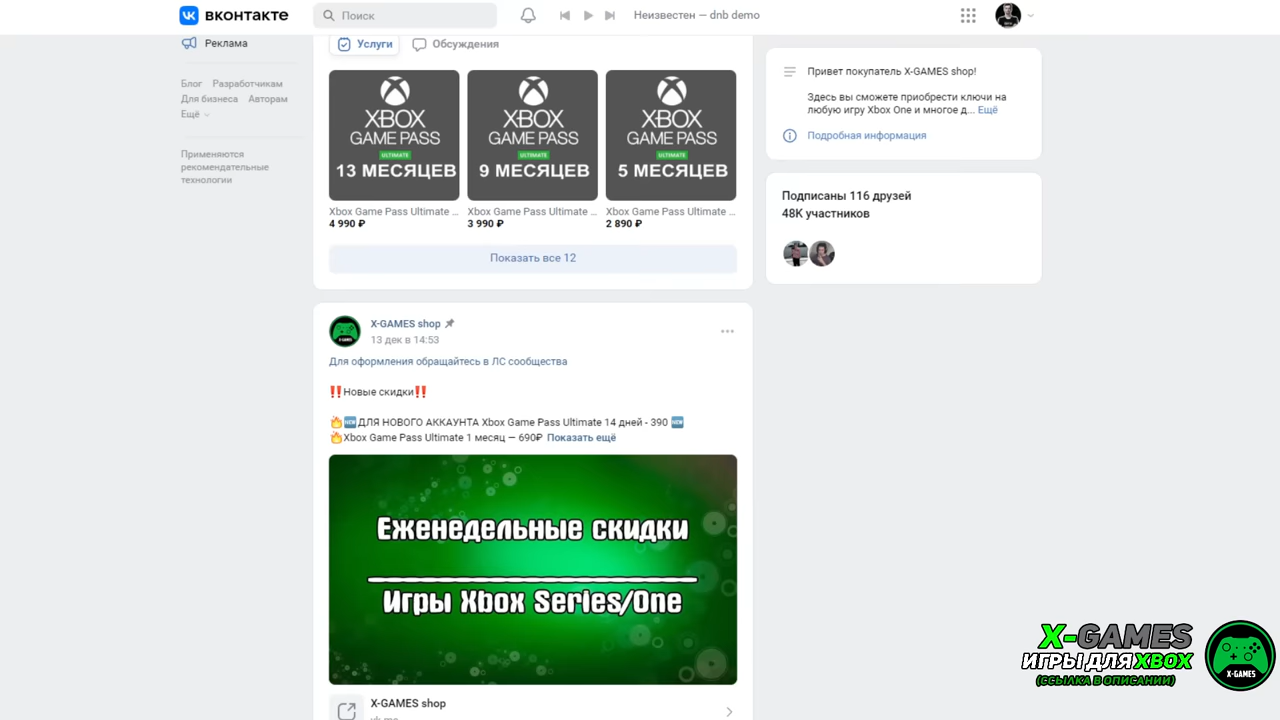 вконтакте
Поиск
Неизвестен — dnb demo
Реклама
Блог Разработчикам
Для бизнеса Авторам
Ещё
Применяются
рекомендательные
технологии
Услуги
Обсуждения
XBOX
GAME PASS
ULTIMATE
13 МЕСЯЦЕВ
Xbox Game Pass Ultimate ...
4 990 ₽
XBOX
GAME PASS
ULTIMATE
9 МЕСЯЦЕВ
Xbox Game Pass Ultimate ...
3 990 ₽
XBOX
GAME PASS
ULTIMATE
5 МЕСЯЦЕВ
Xbox Game Pass Ultimate ...
2 890 ₽
Показать все 12
X-GAMES shop
13 дек в 14:53
Для оформления обращайтесь в ЛС сообщества
‼️Новые скидки‼️
🔥🆕ДЛЯ НОВОГО АККАУНТА Xbox Game Pass Ultimate 14 дней - 390 🆕
🔥Xbox Game Pass Ultimate 1 месяц — 690₽ Показать ещё
Еженедельные скидки
Игры Xbox Series/One
X-GAMES shop
Привет покупатель X-GAMES shop!
Здесь вы сможете приобрести ключи на
любую игру Xbox One и многое д... Ещё
Подробная информация
Подписаны 116 друзей
48K участников
X-GAMES
ИГРЫ ДЛЯ XBOX
(ССЫЛКА В ОПИСАНИИ)
X-GAMES